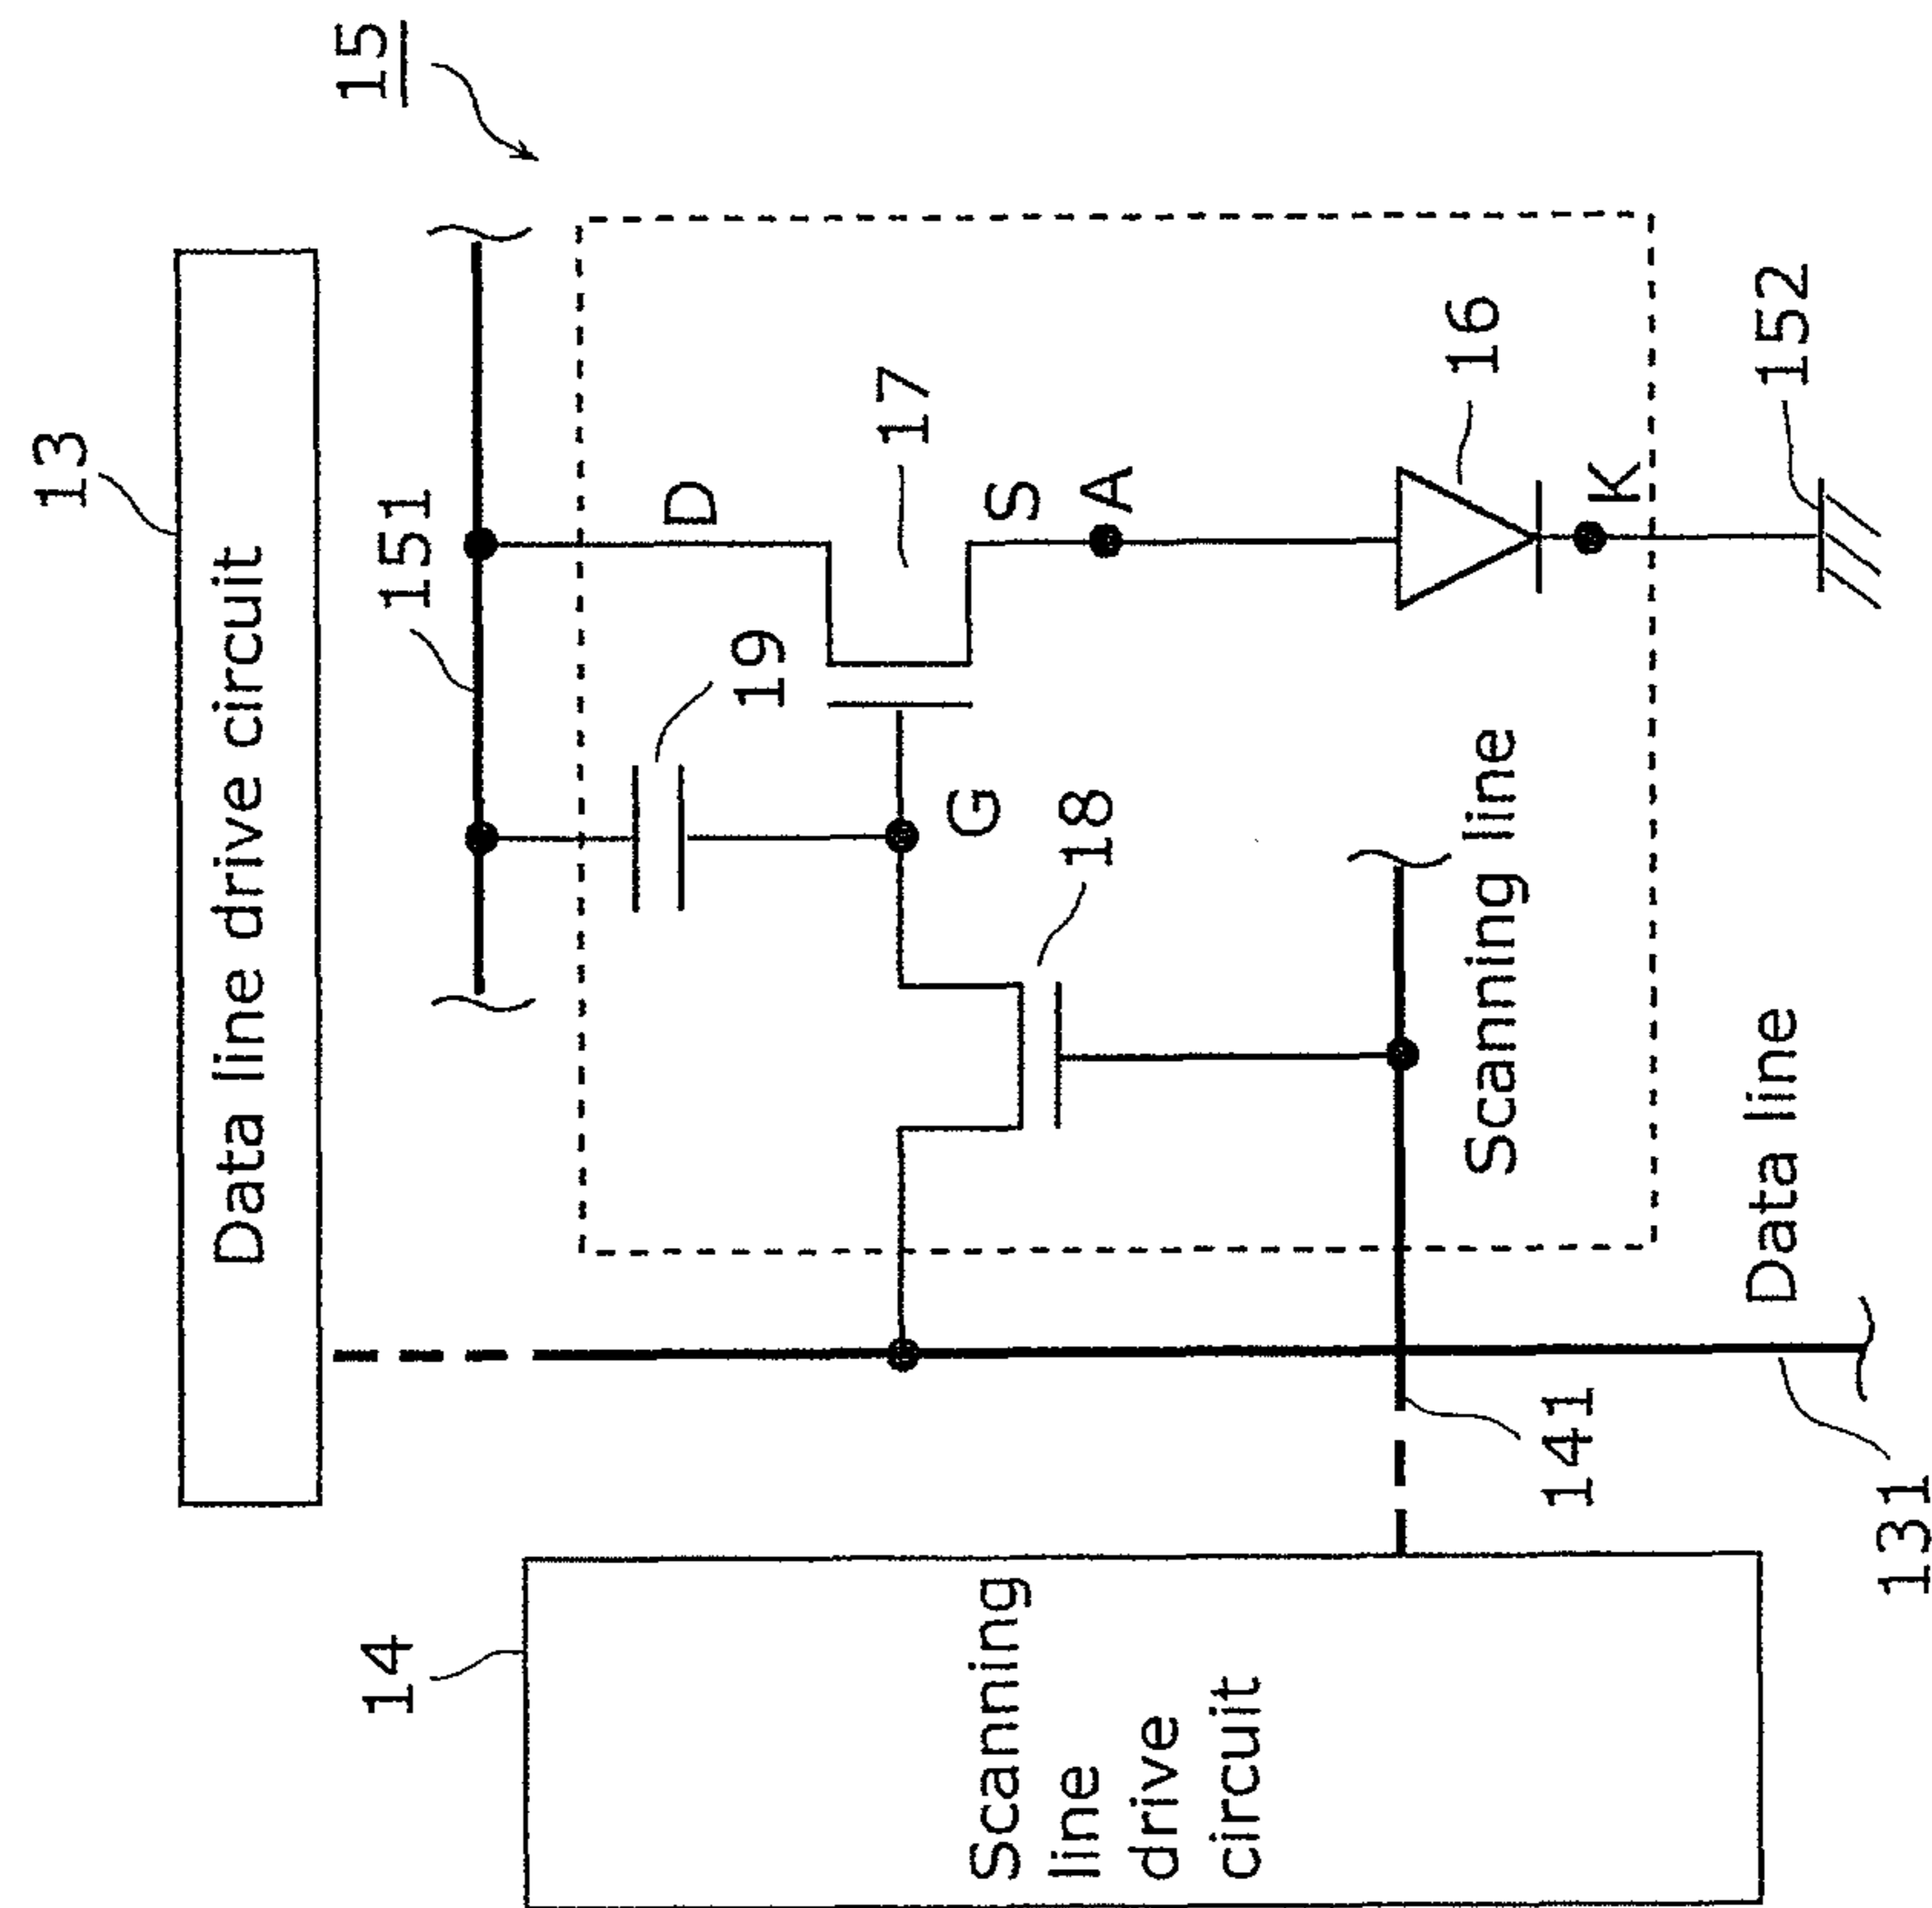 13
Data line drive circuit
15
151
D
19
17
G
S
A
18
16
K
Scanning line
152
Data line
14
Scanning
line
drive
circuit
141
131